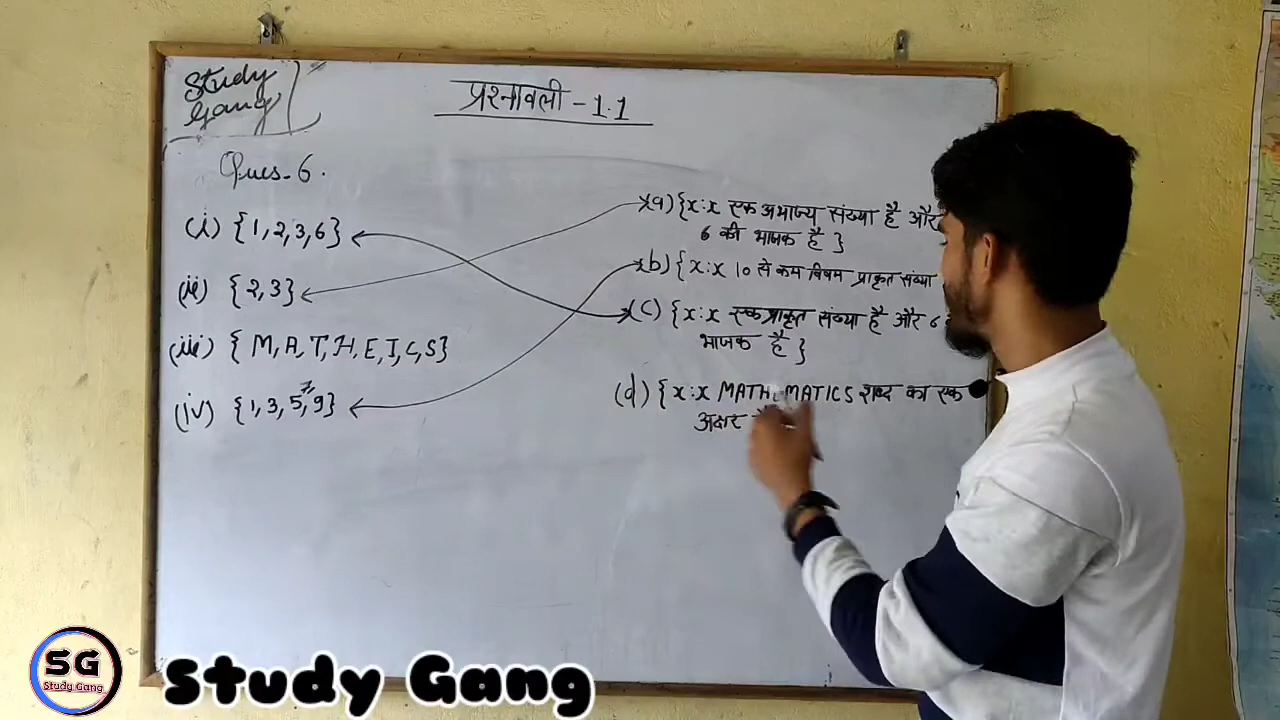 Study
Gang
प्रश्नावली - 1.1
Ques-6.
(i) {1,2,3,6}
(ii) {2,3}
(iii) { M,A,T,H,E,I,C,S}
(iv) {1,3,5,7,9}
(a) {x:x एक अभाज्य संख्या है और
6 की भाजक है }
(b) { x:x 10 से कम विषम प्राकृत संख्या
(c) {x:x एक प्राकृत संख्या है और 6
भाजक है }
(d) { x:x MATHEMATICS शब्द का एक
अक्षर
SG
Study Gang
Study Gang